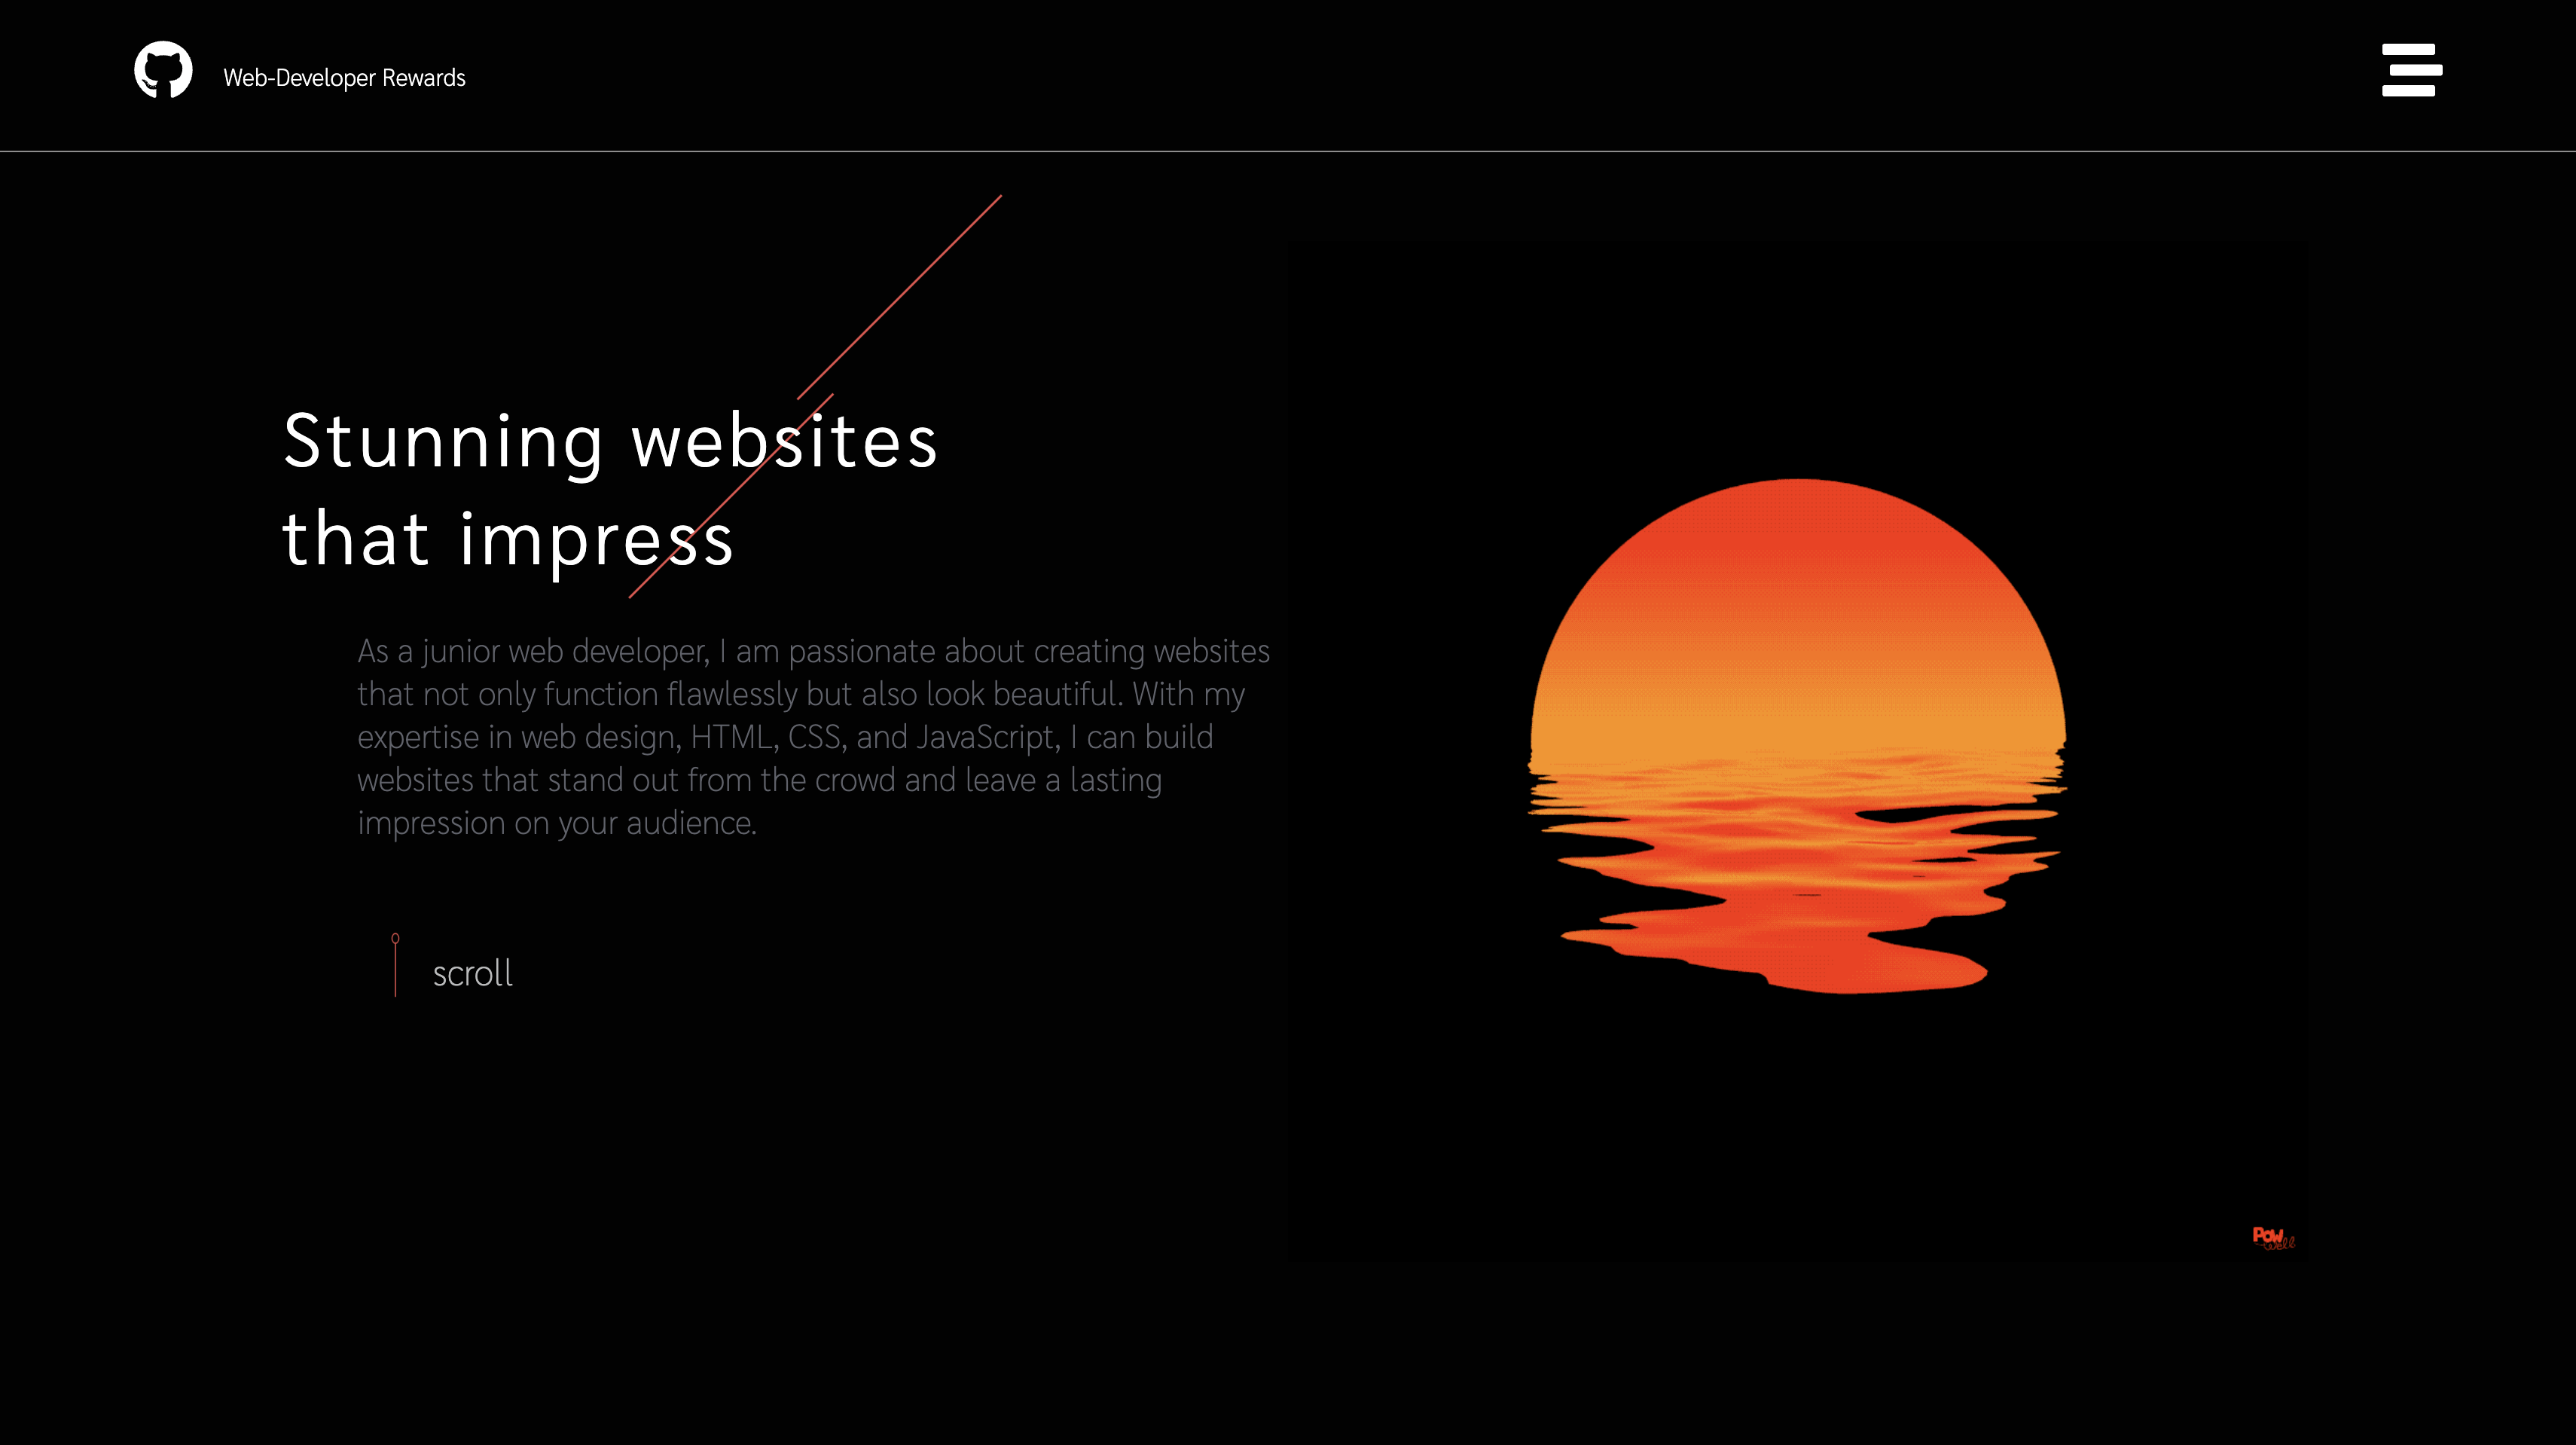 Web-Developer Rewards
Stunning websites
that impress
As a junior web developer, I am passionate about creating websites
that not only function flawlessly but also look beautiful. With my
expertise in web design, HTML, CSS, and JavaScript, I can build
websites that stand out from the crowd and leave a lasting
impression on your audience.
scroll
Pow
well